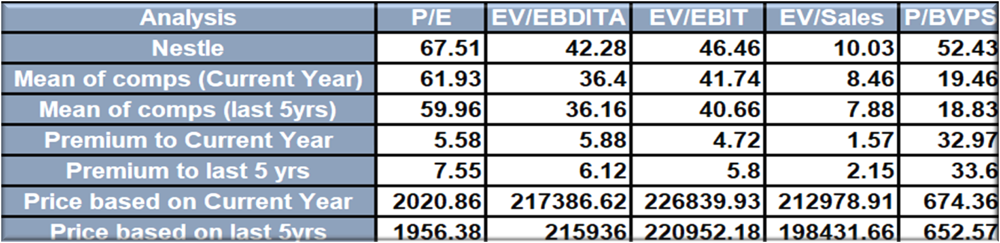 Analysis P/E EV/EBDITA EV/EBIT EV/Sales P/BVPS
Nestle 67.51 42.28 46.46 10.03 52.43
Mean of comps (Current Year) 61.93 36.4 41.74 8.46 19.46
Mean of comps (last 5yrs) 59.96 36.16 40.66 7.88 18.83
Premium to Current Year 5.58 5.88 4.72 1.57 32.97
Premium to last 5 yrs 7.55 6.12 5.8 2.15 33.6
Price based on Current Year 2020.86 217386.62 226839.93 212978.91 674.36
Price based on last 5yrs 1956.38 215936 220952.18 198431.66 652.57